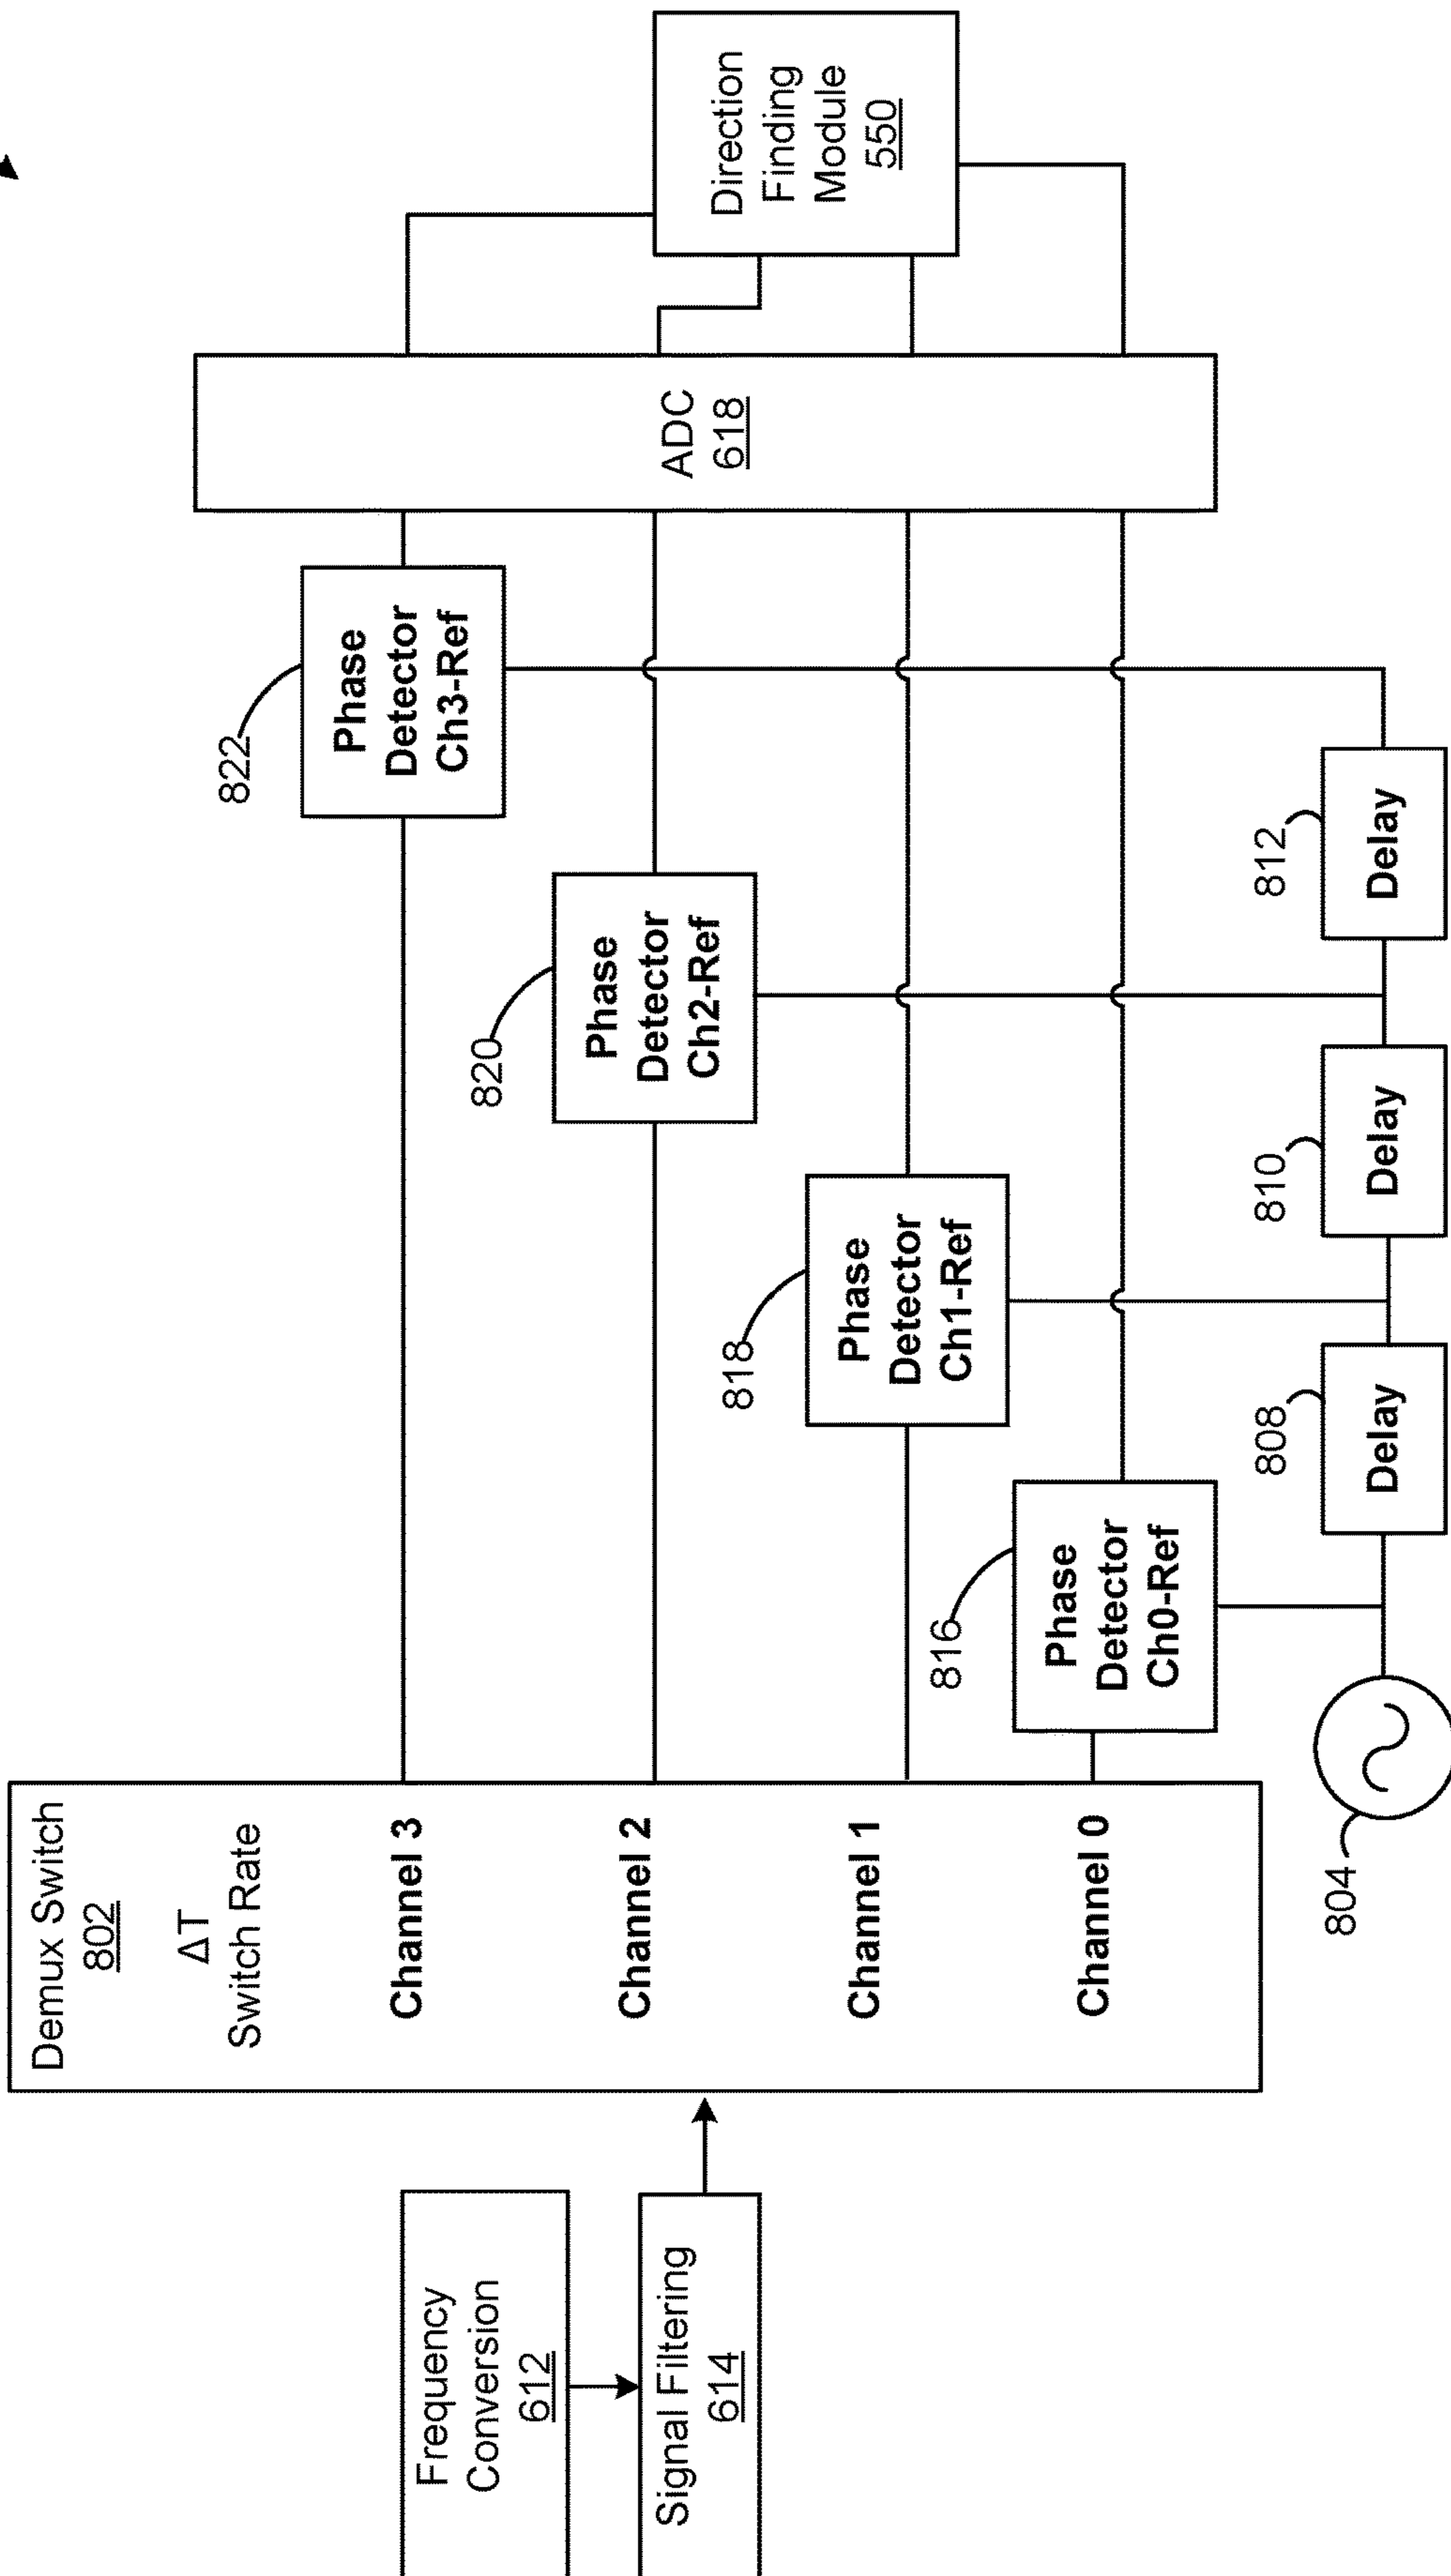 Frequency
Conversion
612
Signal Filtering
614
Demux Switch
802
ΔT
Switch Rate
Channel 3
Channel 2
Channel 1
Channel 0
804
816
Phase
Detector
Ch0-Ref
808
Delay
818
Phase
Detector
Ch1-Ref
810
Delay
820
Phase
Detector
Ch2-Ref
812
Delay
822
Phase
Detector
Ch3-Ref
ADC
618
Direction
Finding
Module
550